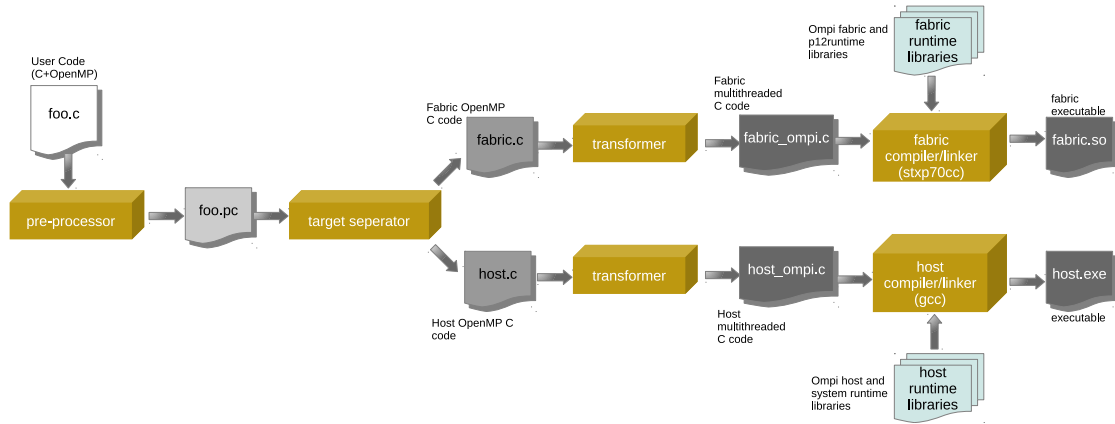 User Code
(C+OpenMP)
foo.c
pre-processor
foo.pc
target seperator
Fabric OpenMP
C code
fabric.c
transformer
Fabric
multithreaded
C code
fabric_ompi.c
Ompi fabric and
p12runtime
libraries
fabric
runtime
libraries
fabric
compiler/linker
(stxp70cc)
fabric
executable
fabric.so
host.c
Host OpenMP C
code
transformer
host_ompi.c
Host
multithreaded
C code
host
compiler/linker
(gcc)
host.exe
executable
Ompi host and
system runtime
libraries
host
runtime
libraries